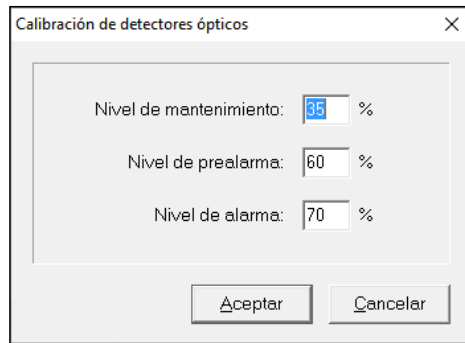 Calibración de detectores ópticos
Nivel de mantenimiento: 35 %
Nivel de prealarma: 60 %
Nivel de alarma: 70 %
Aceptar Cancelar